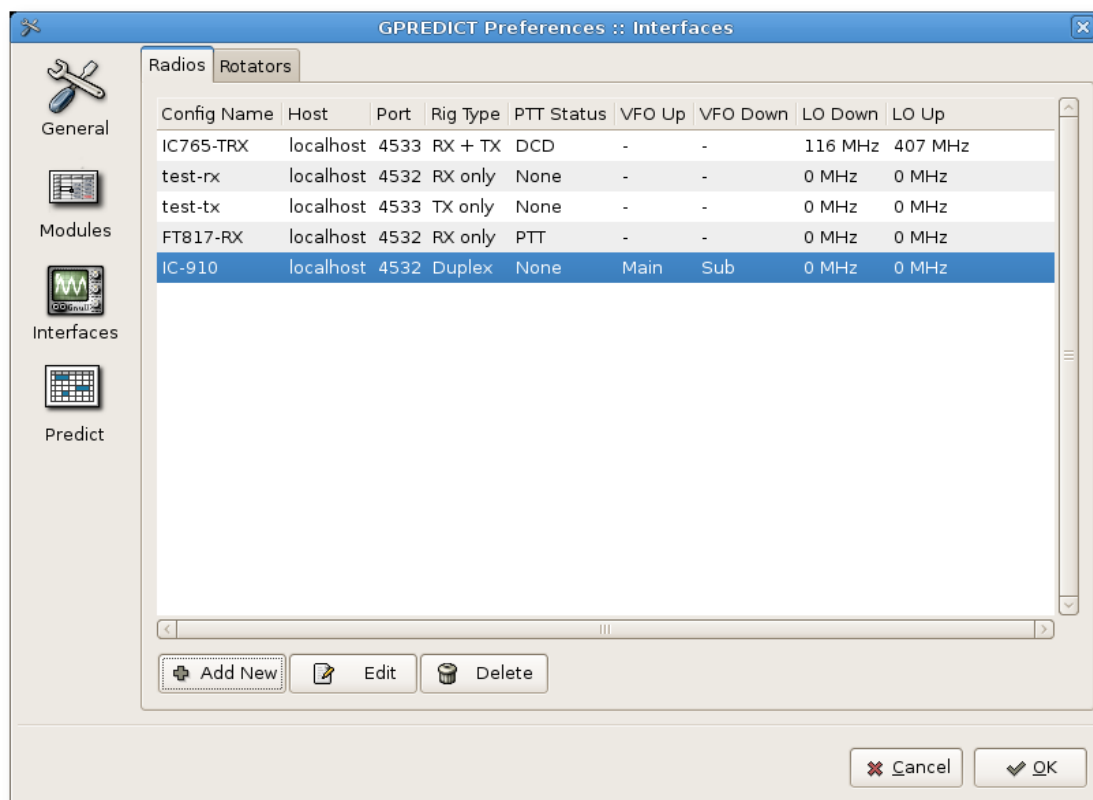 GPREDICT Preferences :: Interfaces
General
Modules
Interfaces
Predict
Radios Rotators
Config Name Host Port Rig Type PTT Status VFO Up VFO Down LO Down LO Up
IC765-TRX localhost 4533 RX + TX DCD - - 116 MHz 407 MHz
test-rx localhost 4532 RX only None - - 0 MHz 0 MHz
test-tx localhost 4533 TX only None - - 0 MHz 0 MHz
FT817-RX localhost 4532 RX only PTT - - 0 MHz 0 MHz
IC-910 localhost 4532 Duplex None Main Sub 0 MHz 0 MHz
Add New Edit Delete
Cancel OK